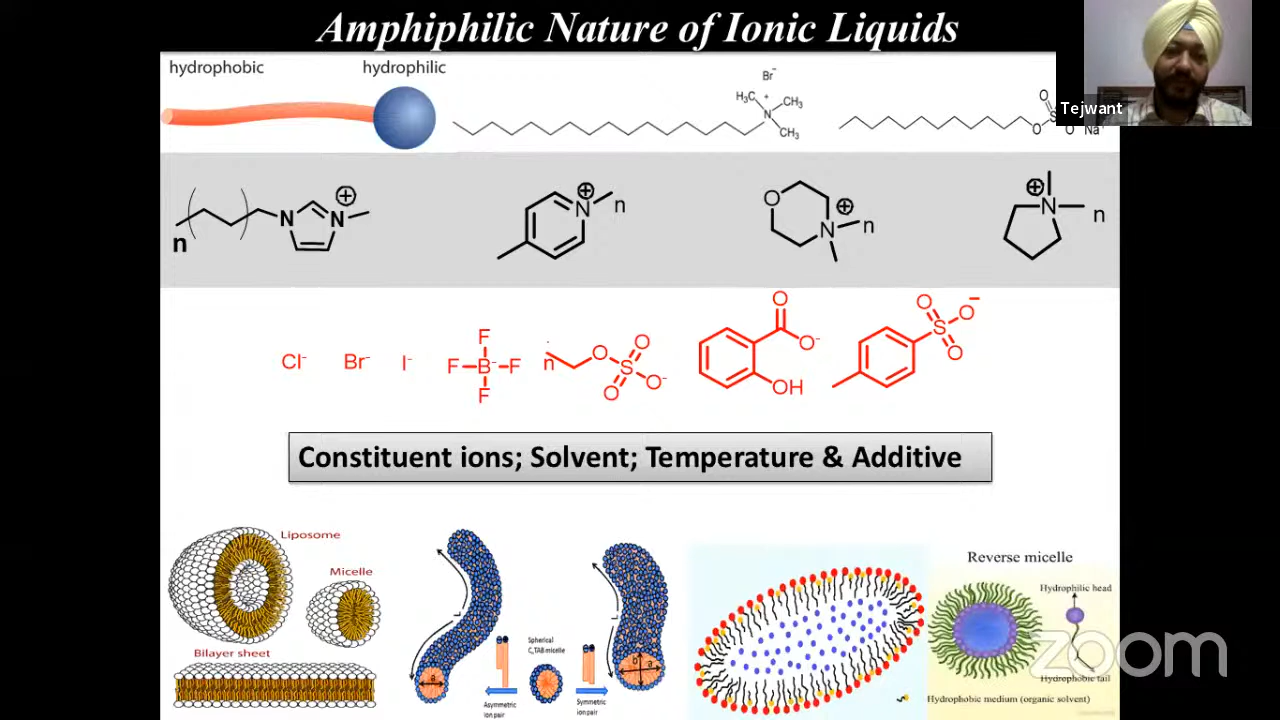 Amphiphilic Nature of Ionic Liquids
Tejwant
hydrophobic
hydrophilic
Br⁻
H₃C
+
N
CH₃
CH₃
O
S
O
O
Na
n
N
N
⊕
⊕
N
n
O
⊕
N
n
⊕
N
n
Cl⁻
Br⁻
I⁻
F
F B⁻ F
F
n
O
O
S
O
O⁻
O
O⁻
OH
O
S
O⁻
O
Constituent ions; Solvent; Temperature & Additive
Liposome
Micelle
Bilayer sheet
L
a
Spherical
CₙTAB micelle
Asymmetric
ion pair
Symmetric
ion pair
L
b
a
Reverse micelle
Hydrophilic head
Hydrophobic tail
Hydrophobic medium (organic solvent)
zoom